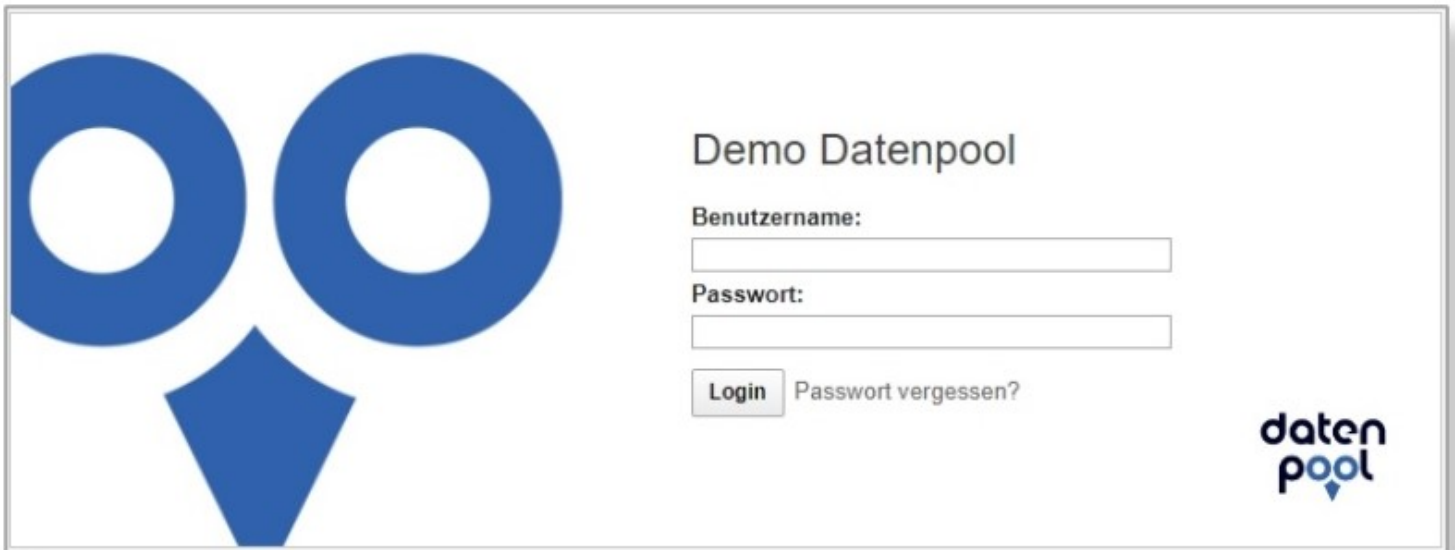 Demo Datenpool
Benutzername:
Passwort:
Login Passwort vergessen?
daten
pool